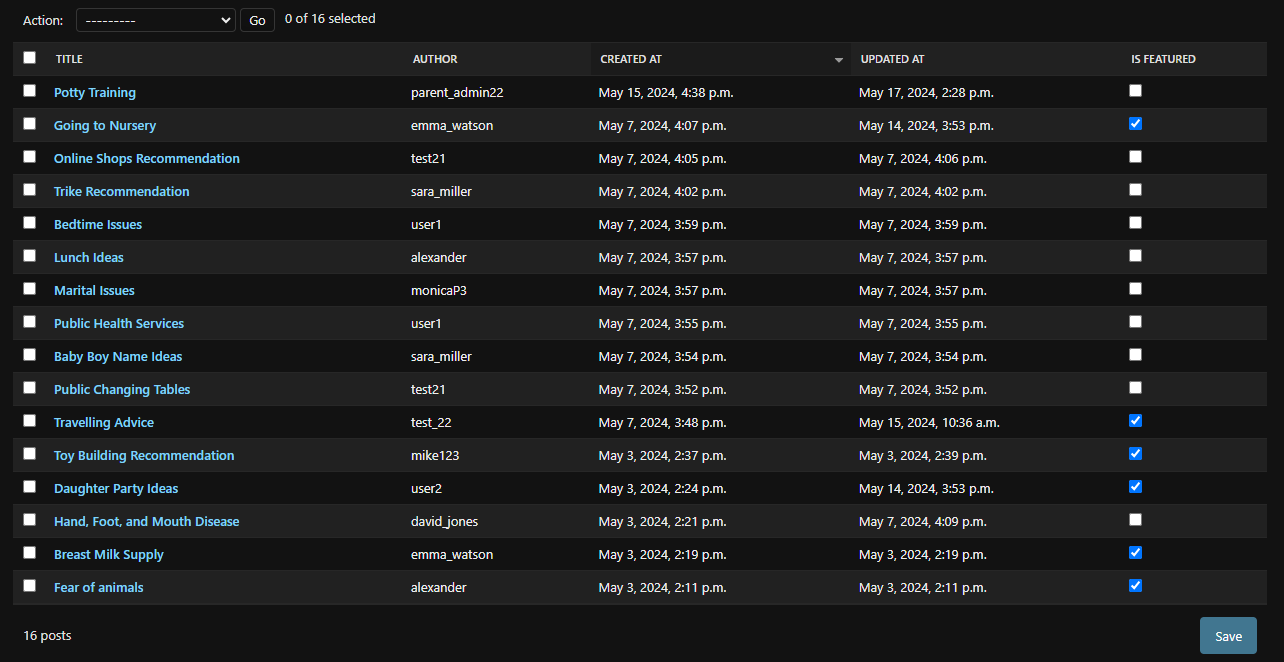 Action: --------- Go 0 of 16 selected
TITLE AUTHOR CREATED AT UPDATED AT IS FEATURED
Potty Training parent_admin22 May 15, 2024, 4:38 p.m. May 17, 2024, 2:28 p.m.
Going to Nursery emma_watson May 7, 2024, 4:07 p.m. May 14, 2024, 3:53 p.m.
Online Shops Recommendation test21 May 7, 2024, 4:05 p.m. May 7, 2024, 4:06 p.m.
Trike Recommendation sara_miller May 7, 2024, 4:02 p.m. May 7, 2024, 4:02 p.m.
Bedtime Issues user1 May 7, 2024, 3:59 p.m. May 7, 2024, 3:59 p.m.
Lunch Ideas alexander May 7, 2024, 3:57 p.m. May 7, 2024, 3:57 p.m.
Marital Issues monicaP3 May 7, 2024, 3:57 p.m. May 7, 2024, 3:57 p.m.
Public Health Services user1 May 7, 2024, 3:55 p.m. May 7, 2024, 3:55 p.m.
Baby Boy Name Ideas sara_miller May 7, 2024, 3:54 p.m. May 7, 2024, 3:54 p.m.
Public Changing Tables test21 May 7, 2024, 3:52 p.m. May 7, 2024, 3:52 p.m.
Travelling Advice test_22 May 7, 2024, 3:48 p.m. May 15, 2024, 10:36 a.m.
Toy Building Recommendation mike123 May 3, 2024, 2:37 p.m. May 3, 2024, 2:39 p.m.
Daughter Party Ideas user2 May 3, 2024, 2:24 p.m. May 14, 2024, 3:53 p.m.
Hand, Foot, and Mouth Disease david_jones May 3, 2024, 2:21 p.m. May 7, 2024, 4:09 p.m.
Breast Milk Supply emma_watson May 3, 2024, 2:19 p.m. May 3, 2024, 2:19 p.m.
Fear of animals alexander May 3, 2024, 2:11 p.m. May 3, 2024, 2:11 p.m.
16 posts Save